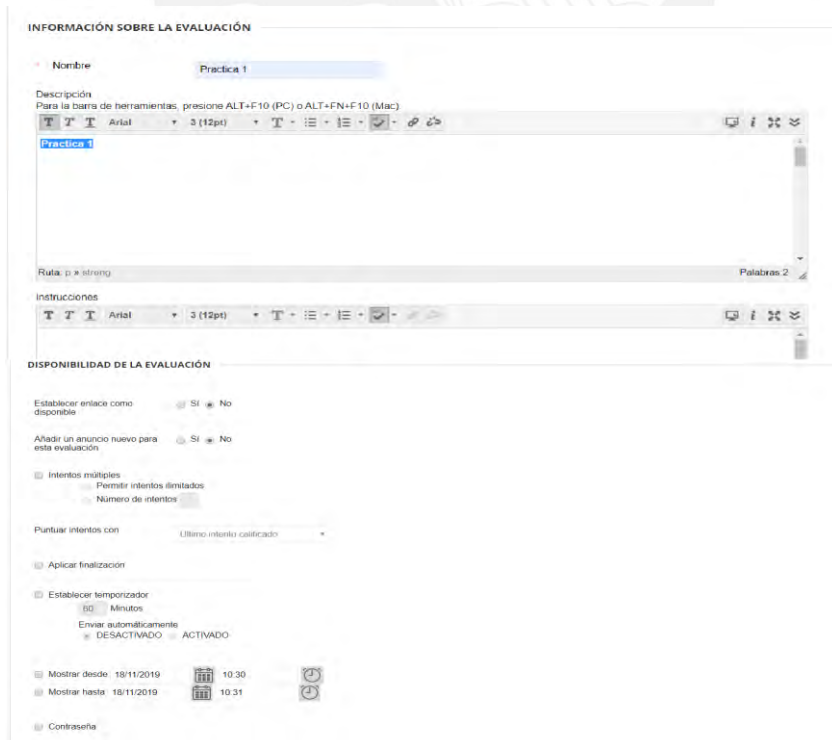 INFORMACIÓN SOBRE LA EVALUACIÓN
* Nombre Practica 1
Descripción
Para la barra de herramientas, presione ALT+F10 (PC) o ALT+FN+F10 (Mac)
T T T Arial 3 (12pt) T
Practica 1
Ruta: p » strong Palabras:2
Instrucciones
T T T Arial 3 (12pt) T
DISPONIBILIDAD DE LA EVALUACIÓN
Establecer enlace como disponible Sí No
Añadir un anuncio nuevo para esta evaluación Sí No
Intentos múltiples
Permitir intentos ilimitados
Número de intentos
Puntuar intentos con Último intento calificado
Aplicar finalización
Establecer temporizador
60 Minutos
Enviar automáticamente
DESACTIVADO ACTIVADO
Mostrar desde 18/11/2019 10:30
Mostrar hasta 18/11/2019 10:31
Contraseña